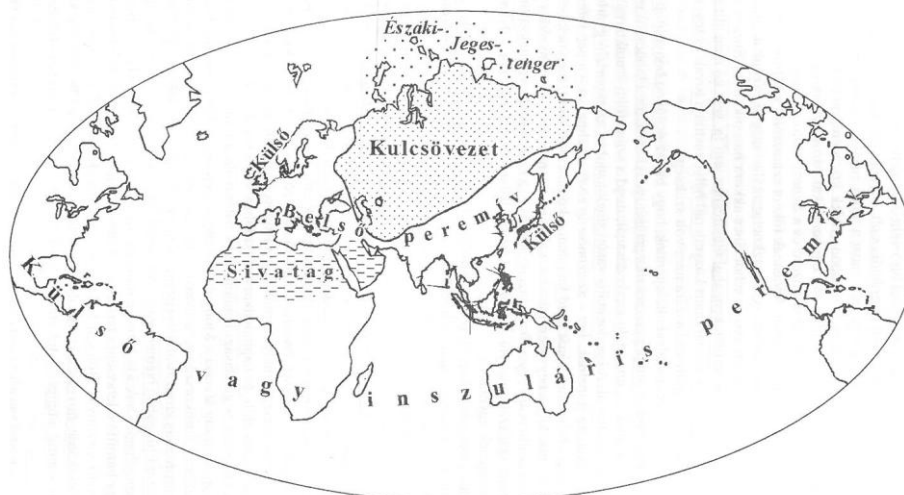 Északi-
Jeges-
tenger
Kulcsövezet
Külső
Belső peremív
Külső
Sivatag
Külső vagy inszuláris peremív